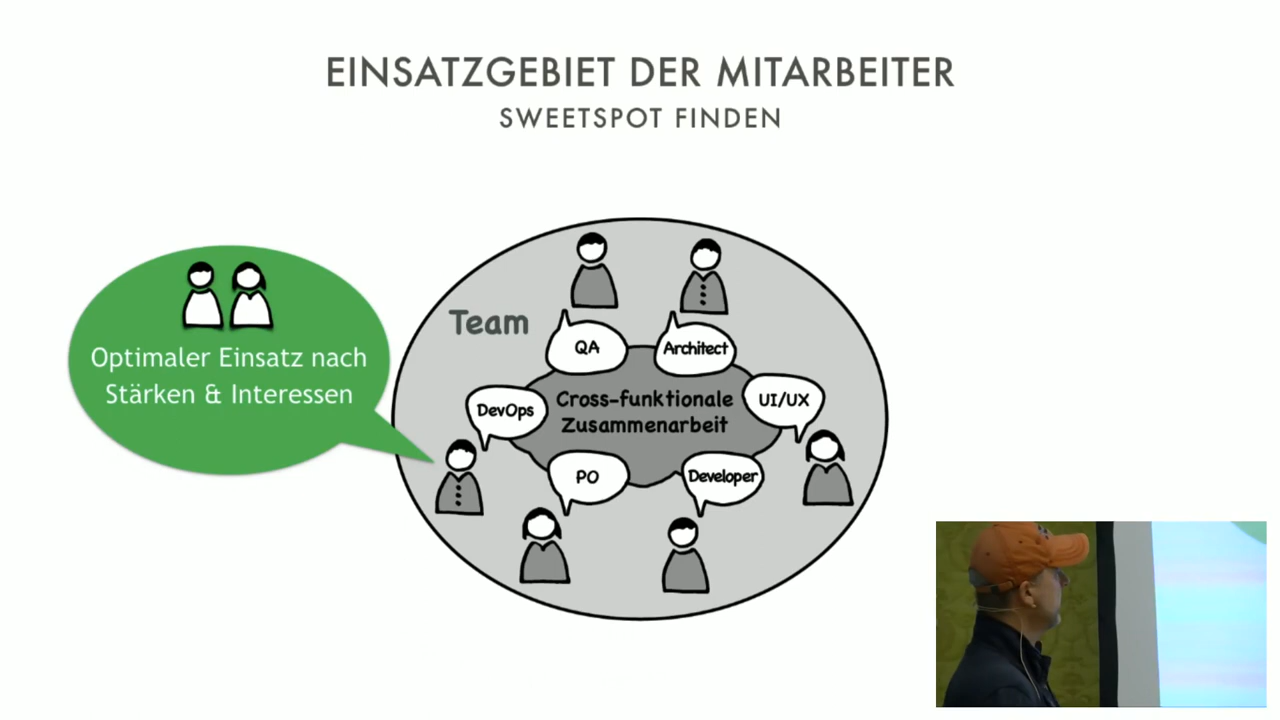 EINSATZGEBIET DER MITARBEITER
SWEETSPOT FINDEN
Optimaler Einsatz nach
Stärken & Interessen
Team
QA
Architect
DevOps
Cross-funktionale
Zusammenarbeit
UI/UX
PO
Developer